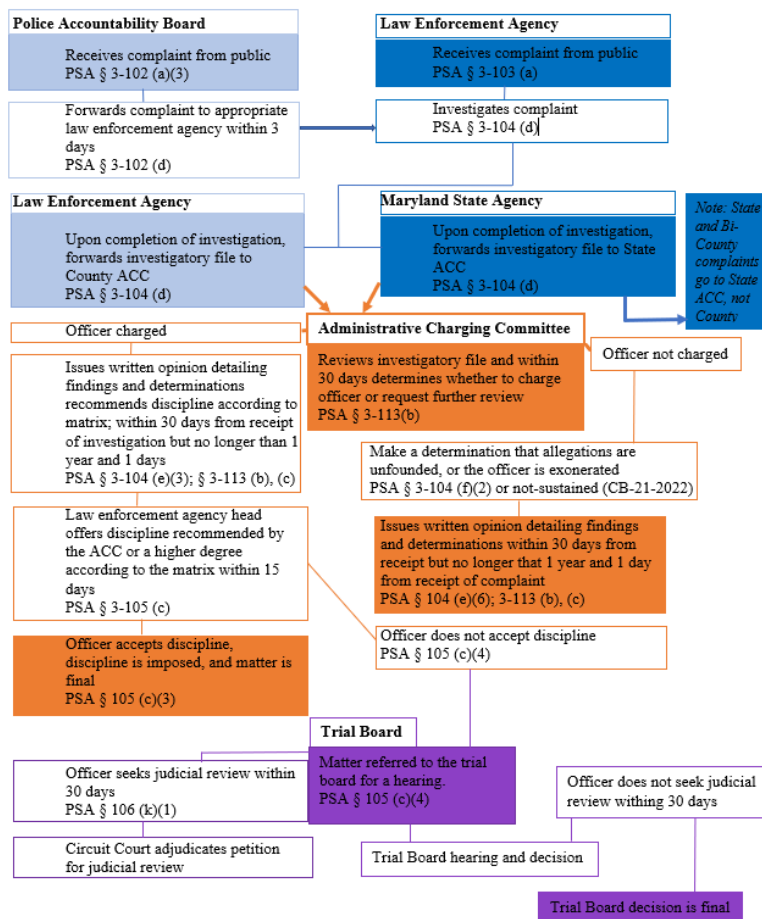 Police Accountability Board
Receives complaint from public
PSA § 3-102 (a)(3)
Forwards complaint to appropriate
law enforcement agency within 3
days
PSA § 3-102 (d)
Law Enforcement Agency
Receives complaint from public
PSA § 3-103 (a)
Investigates complaint
PSA § 3-104 (d)
Law Enforcement Agency
Upon completion of investigation,
forwards investigatory file to
County ACC
PSA § 3-104 (d)
Maryland State Agency
Upon completion of investigation,
forwards investigatory file to State
ACC
PSA § 3-104 (d)
Note: State
and Bi-
County
complaints
go to State
ACC, not
County
Administrative Charging Committee
Reviews investigatory file and within
30 days determines whether to charge
officer or request further review
PSA § 3-113(b)
Officer charged
Issues written opinion detailing
findings and determinations
recommends discipline according to
matrix; within 30 days from receipt
of investigation but no longer than 1
year and 1 days
PSA § 3-104 (e)(3); § 3-113 (b), (c)
Law enforcement agency head
offers discipline recommended by
the ACC or a higher degree
according to the matrix within 15
days
PSA § 3-105 (c)
Officer accepts discipline,
discipline is imposed, and matter is
final
PSA § 105 (c)(3)
Officer not charged
Make a determination that allegations are
unfounded, or the officer is exonerated
PSA § 3-104 (f)(2) or not-sustained (CB-21-2022)
Issues written opinion detailing findings
and determinations within 30 days from
receipt but no longer that 1 year and 1 day
from receipt of complaint
PSA § 104 (e)(6); 3-113 (b), (c)
Officer does not accept discipline
PSA § 105 (c)(4)
Trial Board
Matter referred to the trial
board for a hearing.
PSA § 105 (c)(4)
Officer seeks judicial review within
30 days
PSA § 106 (k)(1)
Circuit Court adjudicates petition
for judicial review
Trial Board hearing and decision
Officer does not seek judicial
review withing 30 days
Trial Board decision is final